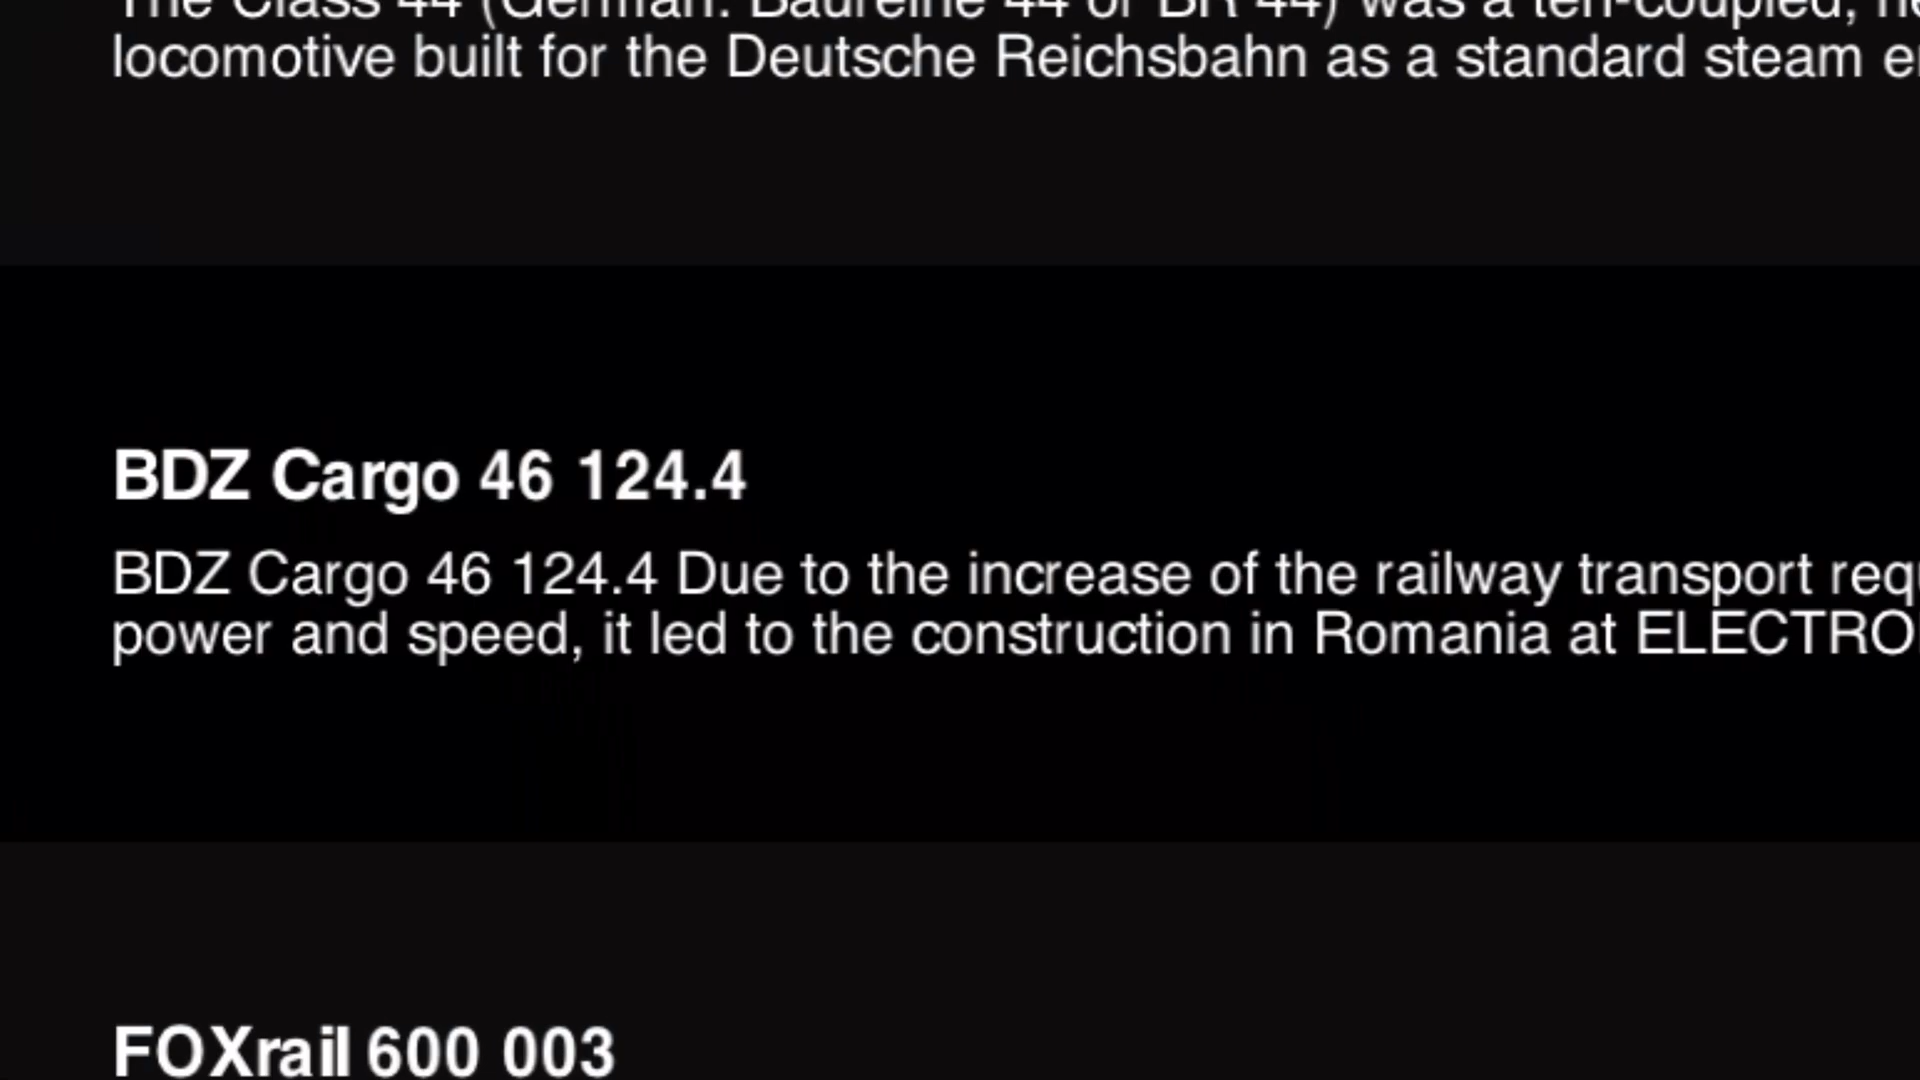 The Class 44 (German: Baureihe 44 or BR 44) was a ten-coupled,
locomotive built for the Deutsche Reichsbahn as a standard steam
BDZ Cargo 46 124.4
BDZ Cargo 46 124.4 Due to the increase of the railway transport
power and speed, it led to the construction in Romania at
FOXrail 600 003